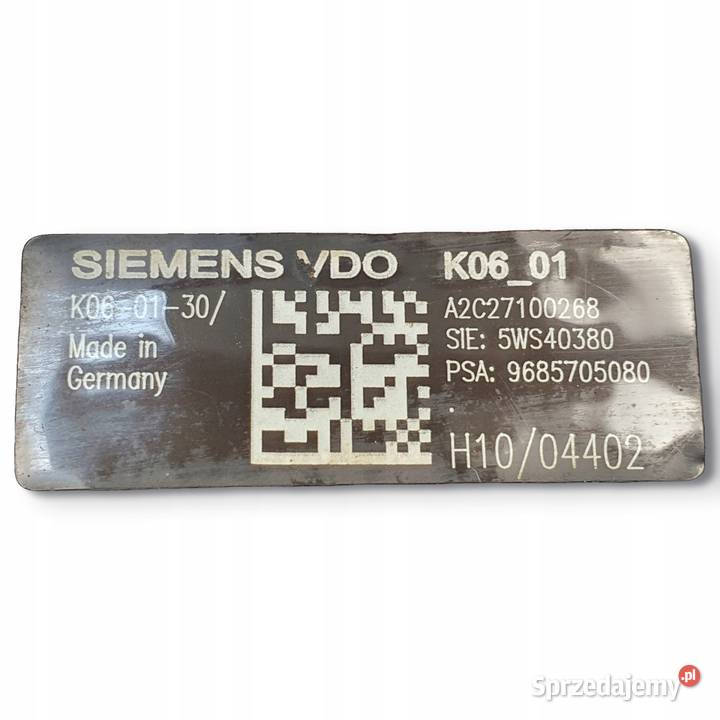 SIEMENS VDO K06_01
K06-01-30/ A2C27100268
Made in SIE: 5WS40380
Germany PSA: 9685705080
H10/04402
Sprzedajemy.pl